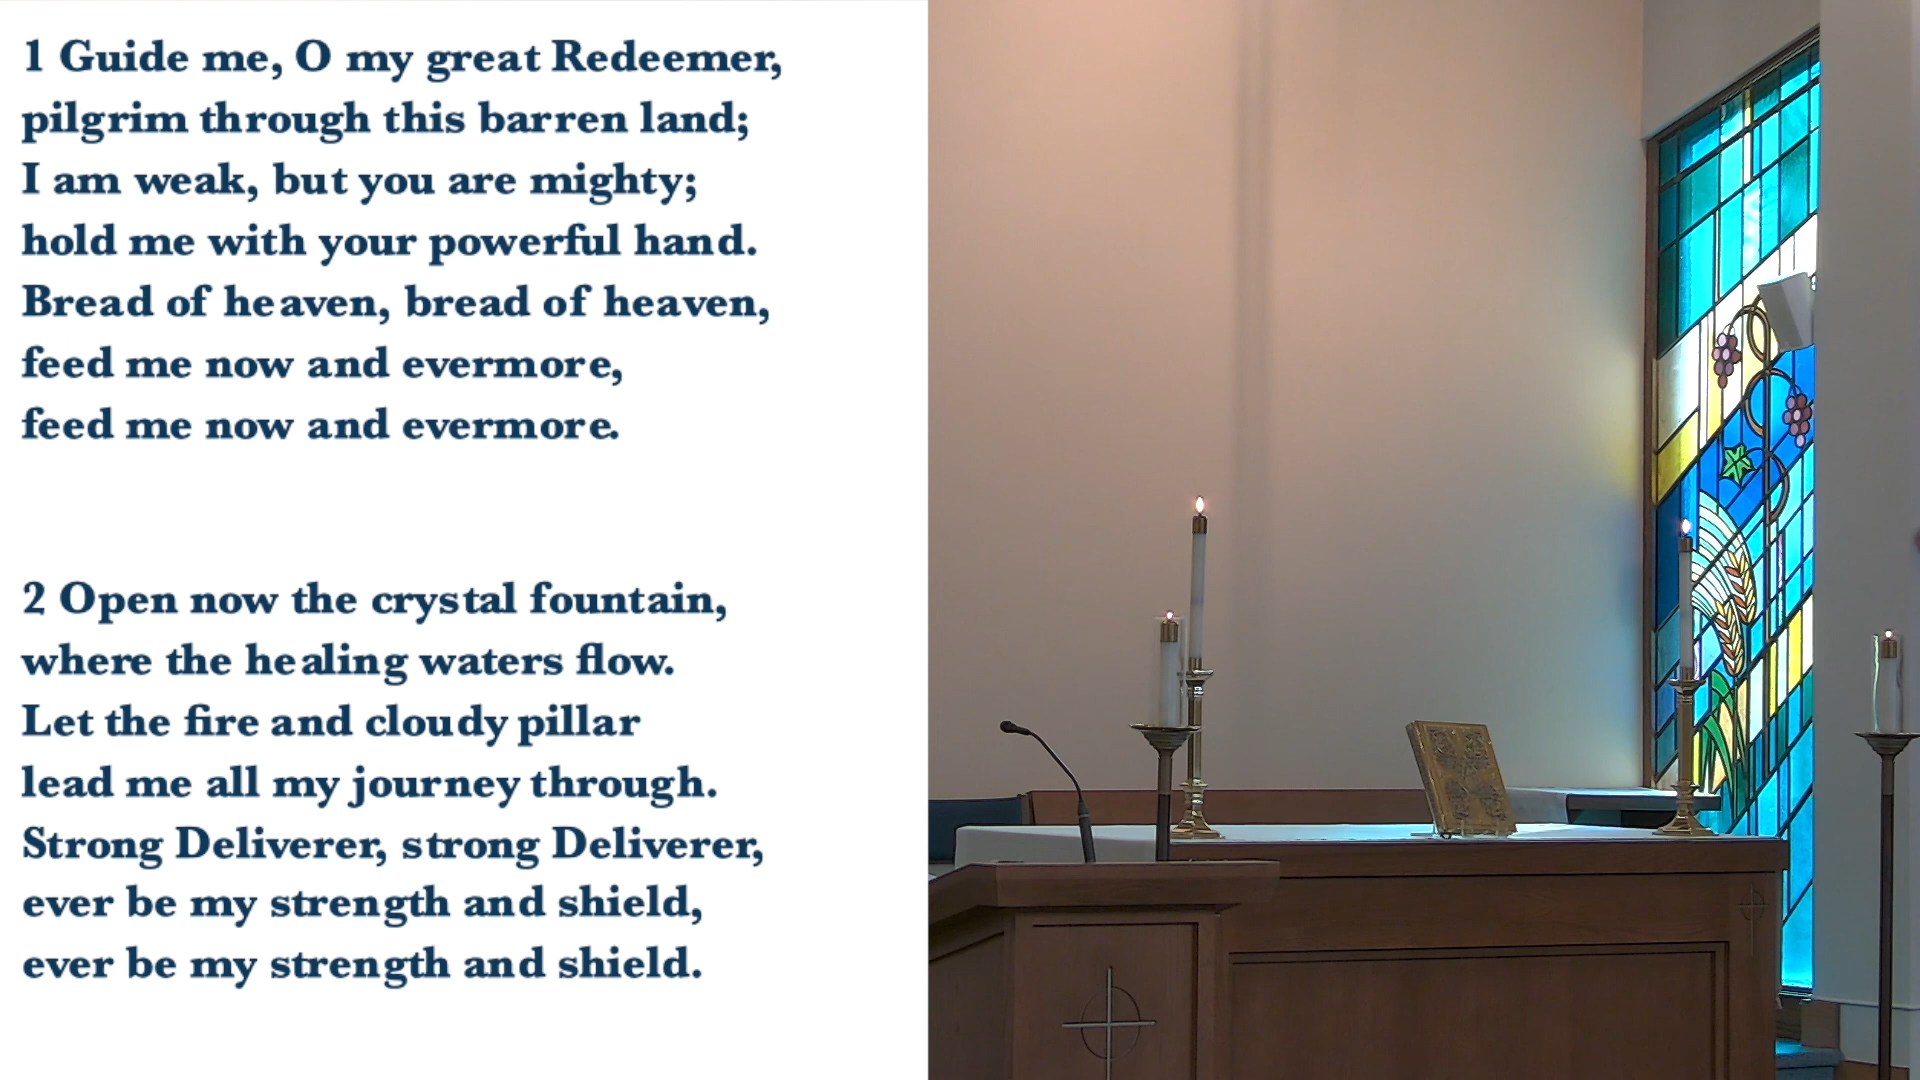 1 Guide me, O my great Redeemer,
pilgrim through this barren land;
I am weak, but you are mighty;
hold me with your powerful hand.
Bread of heaven, bread of heaven,
feed me now and evermore,
feed me now and evermore.
2 Open now the crystal fountain,
where the healing waters flow.
Let the fire and cloudy pillar
lead me all my journey through.
Strong Deliverer, strong Deliverer,
ever be my strength and shield,
ever be my strength and shield.